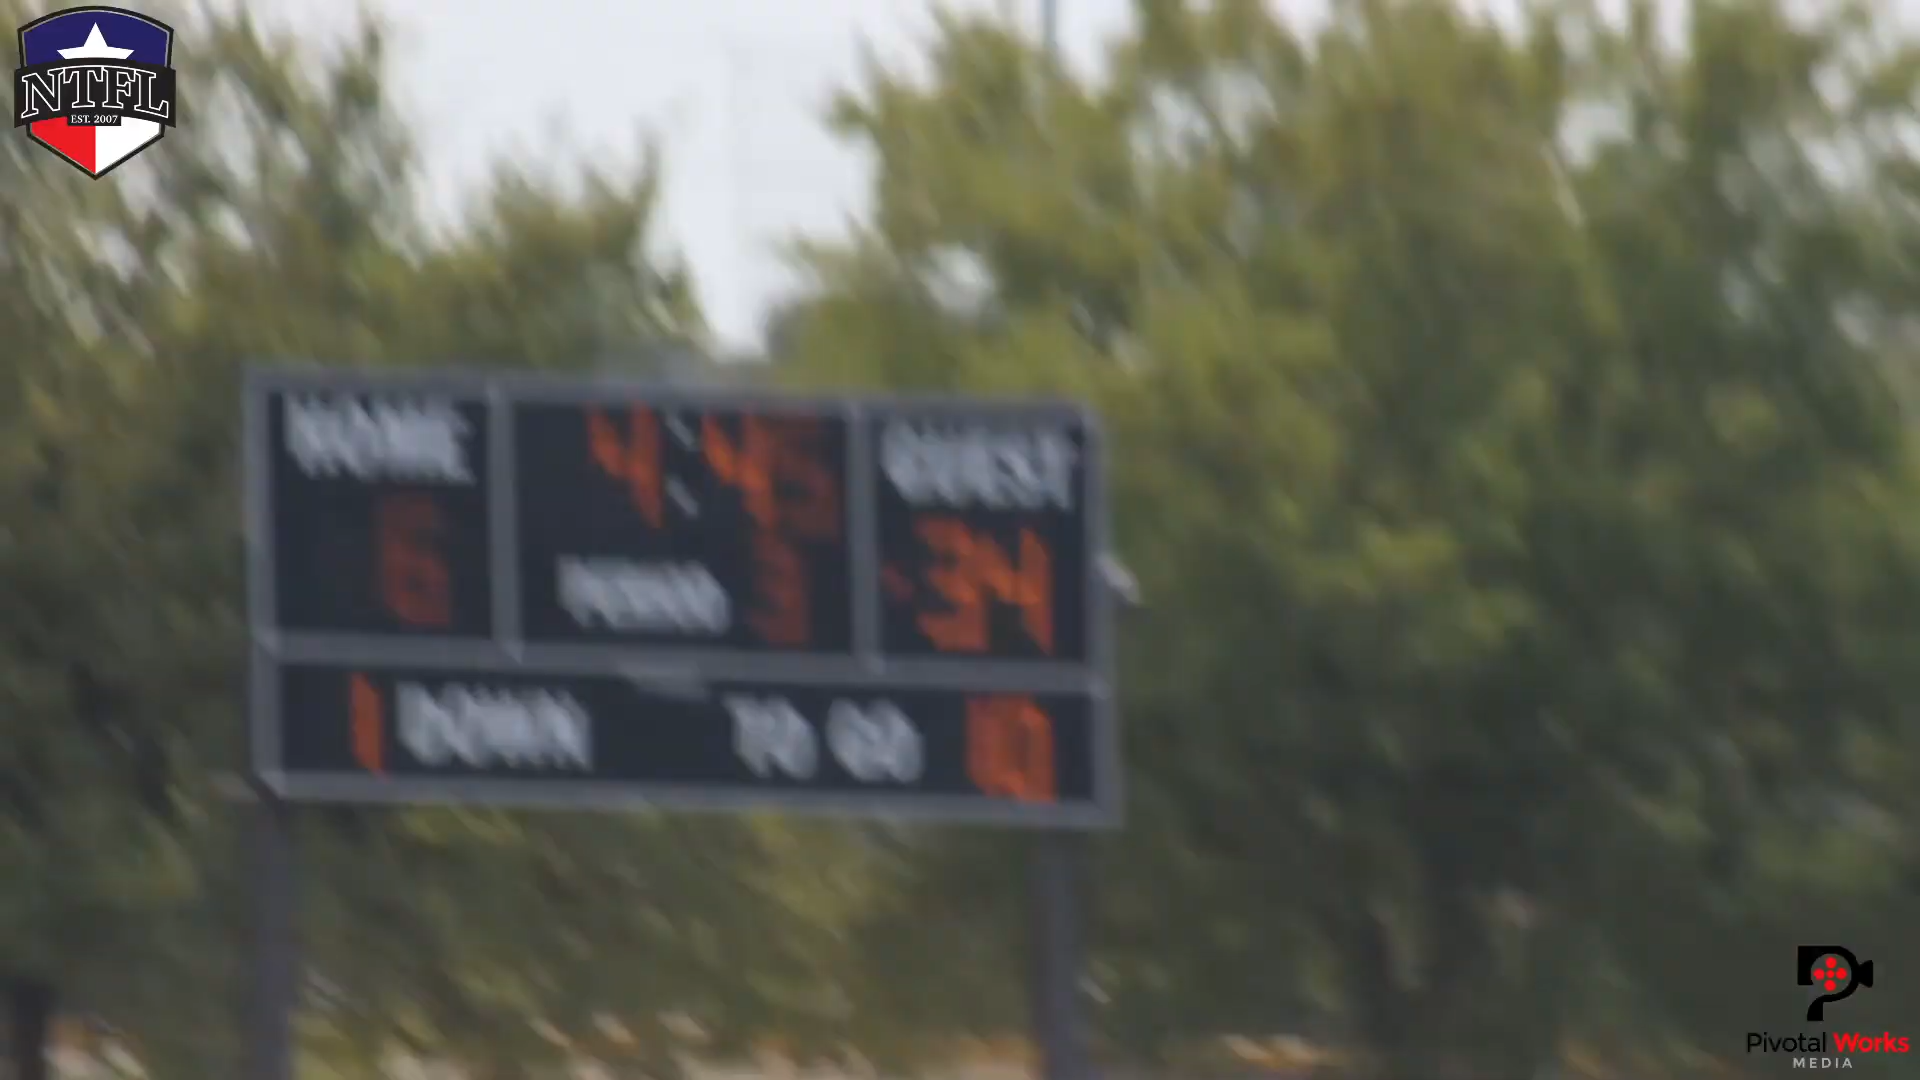 NTFL
EST. 2007
HOME
4:45
GUEST
6
PERIOD 3
34
1 DOWN
TO GO 10
Pivotal Works
MEDIA